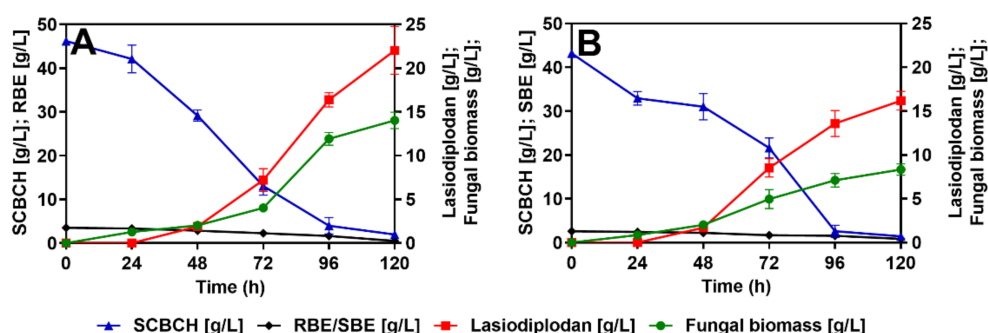 A
SCBCH [g/L]; RBE [g/L]
50
40
30
20
10
0
25
20
15
10
5
0
Lasiodiplodan [g/L];
Fungal biomass [g/L]
0 24 48 72 96 120
Time (h)
B
SCBCH [g/L]; SBE [g/L]
50
40
30
20
10
0
25
20
15
10
5
0
Lasiodiplodan [g/L];
Fungal biomass [g/L]
0 24 48 72 96 120
Time (h)
SCBCH [g/L] RBE/SBE [g/L] Lasiodiplodan [g/L] Fungal biomass [g/L]